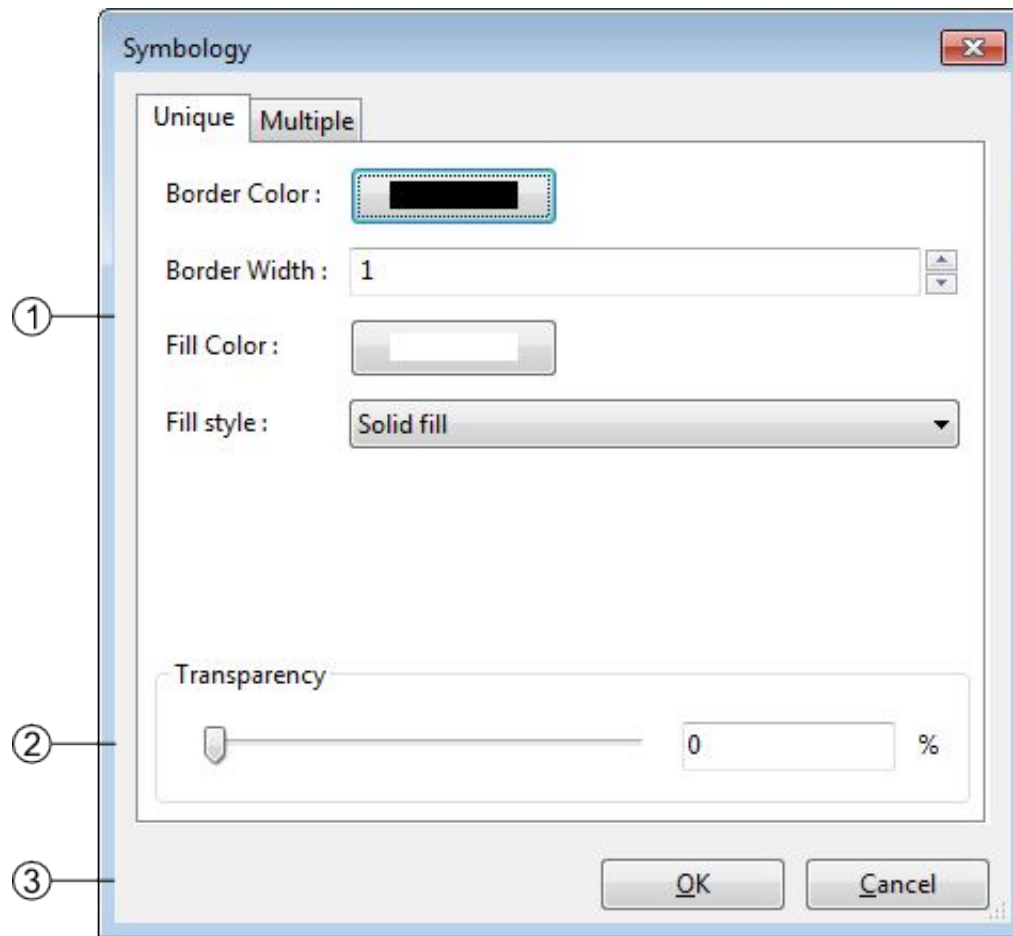 Symbology
Unique Multiple
Border Color :
Border Width : 1
① Fill Color :
Fill style : Solid fill
Transparency
② 0 %
③ OK Cancel